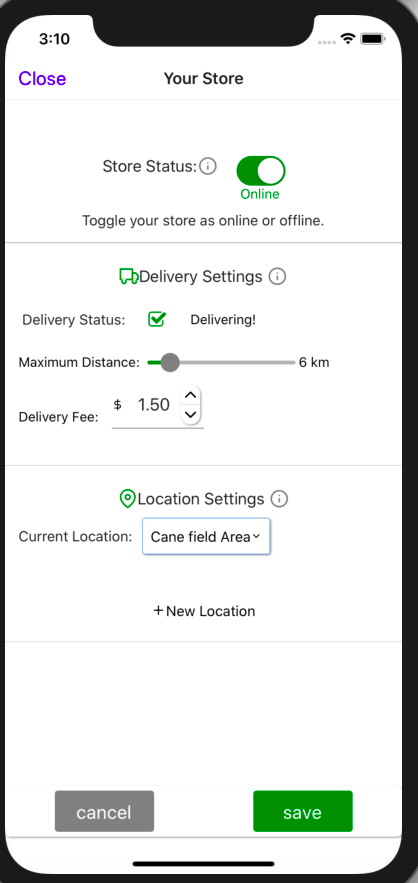 3:10
Close Your Store
Store Status:
Online
Toggle your store as online or offline.
Delivery Settings
Delivery Status: Delivering!
Maximum Distance: 6 km
Delivery Fee: $ 1.50
Location Settings
Current Location: Cane field Area
+ New Location
cancel save